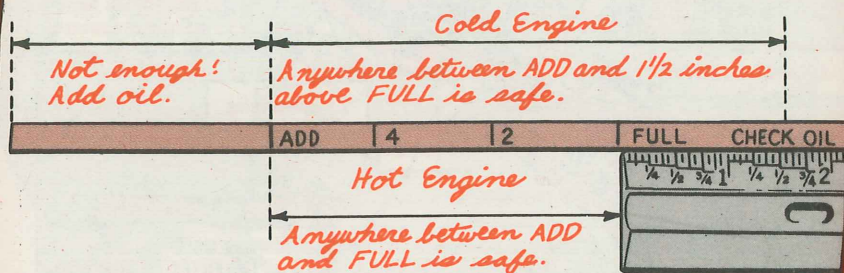 Cold Engine
Not enough!
Add oil.
Anywhere between ADD and 1 1/2 inches
above FULL is safe.
ADD 4 2 FULL CHECK OIL
1/4 1/2 3/4 1 1/4 1/2 3/4 2
Hot Engine
Anywhere between ADD
and FULL is safe.